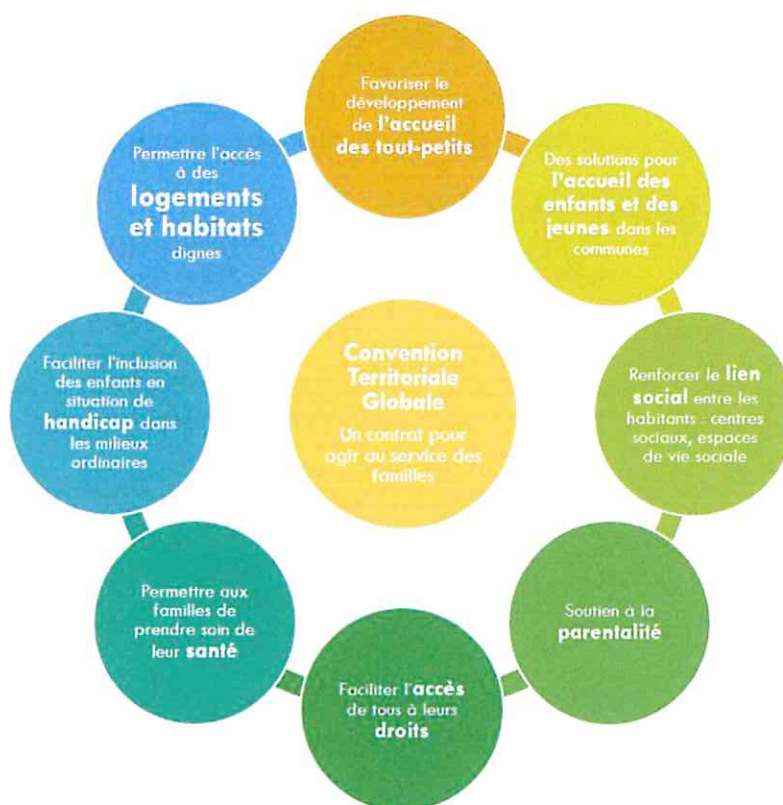 Favoriser le
développement
de l'accueil
des tout-petits
Des solutions pour
l'accueil des
enfants et des
jeunes dans les
communes
Renforcer le lien
social entre les
habitants : centres
sociaux, espaces
de vie sociale
Soutien à la
parentalité
Faciliter l'accès
de tous à leurs
droits
Permettre aux
familles de
prendre soin de
leur santé
Faciliter l'inclusion
des enfants en
situation de
handicap dans
les milieux
ordinaires
Permettre l'accès
à des
logements
et habitats
dignes
Convention
Territoriale
Globale
Un contrat pour
agir au service des
familles